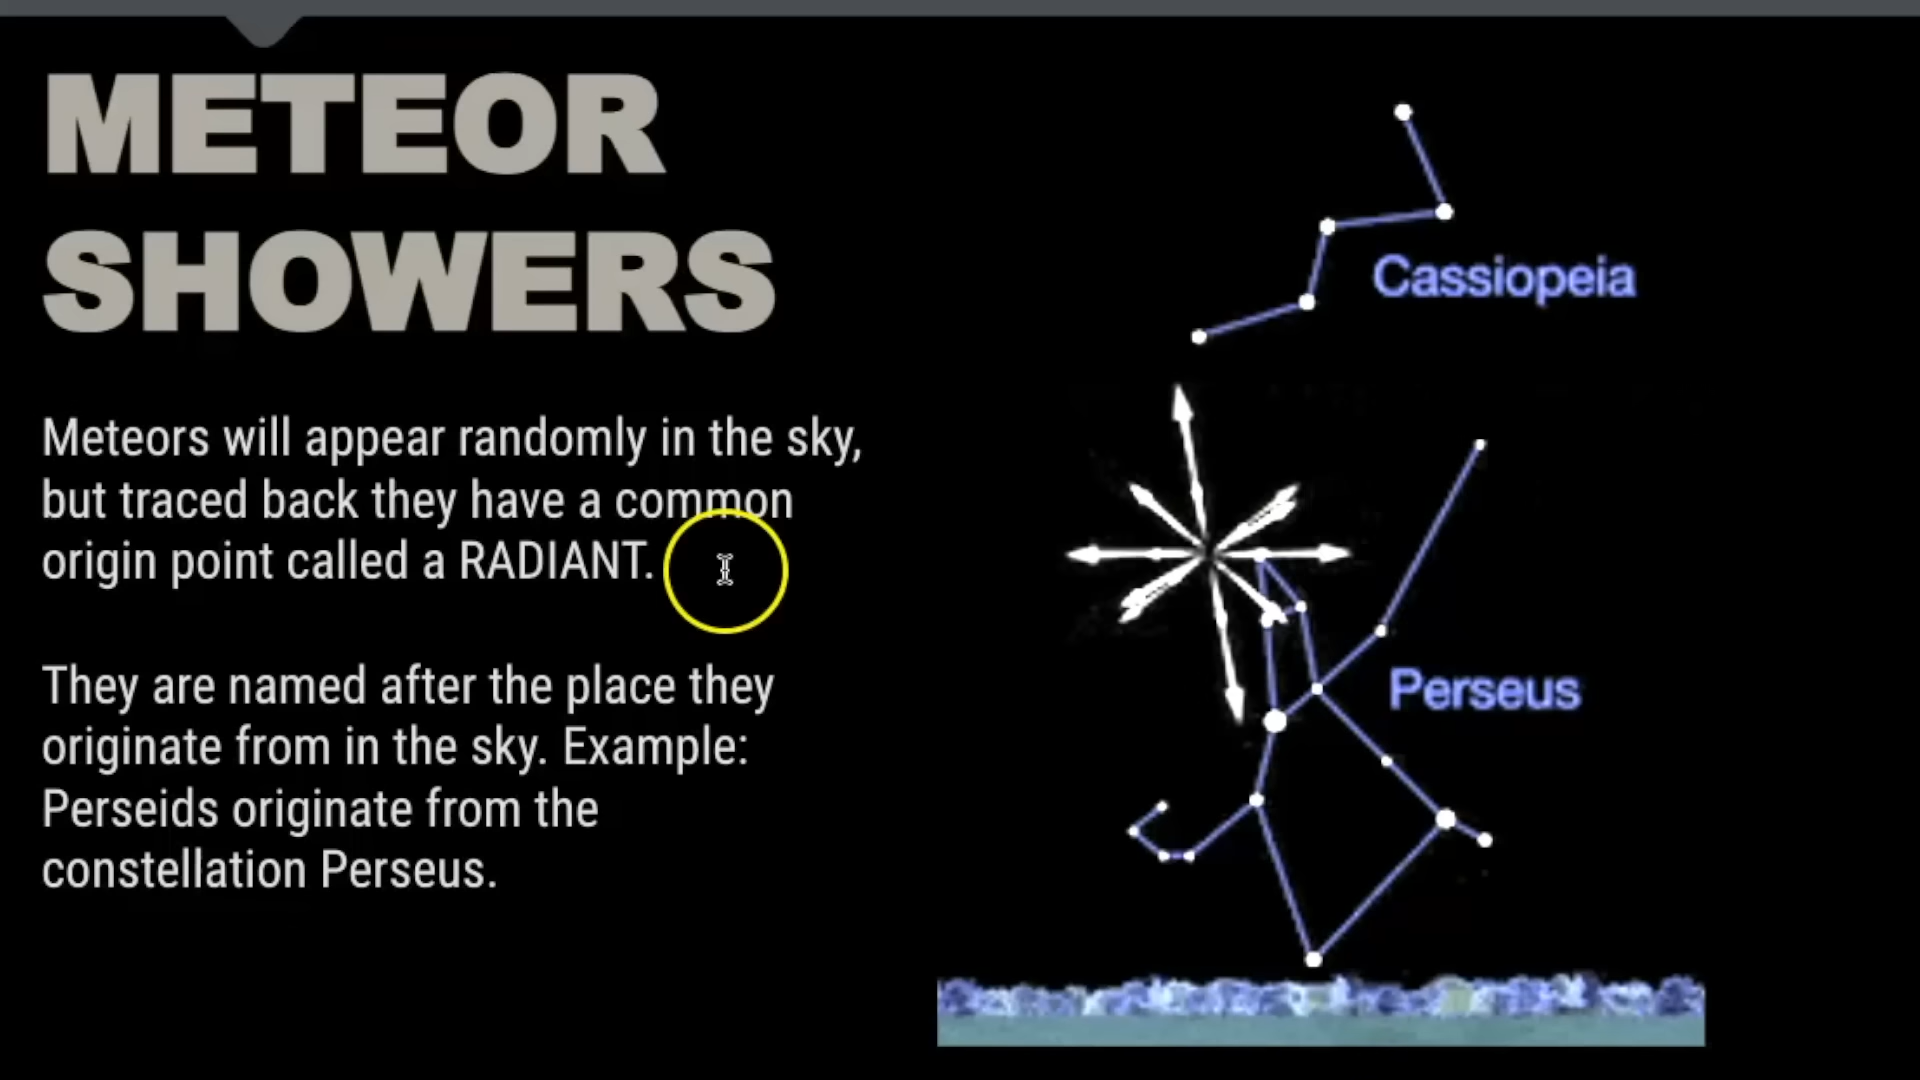 METEOR
SHOWERS
Meteors will appear randomly in the sky,
but traced back they have a common
origin point called a RADIANT.
They are named after the place they
originate from in the sky. Example:
Perseids originate from the
constellation Perseus.
Cassiopeia
Perseus